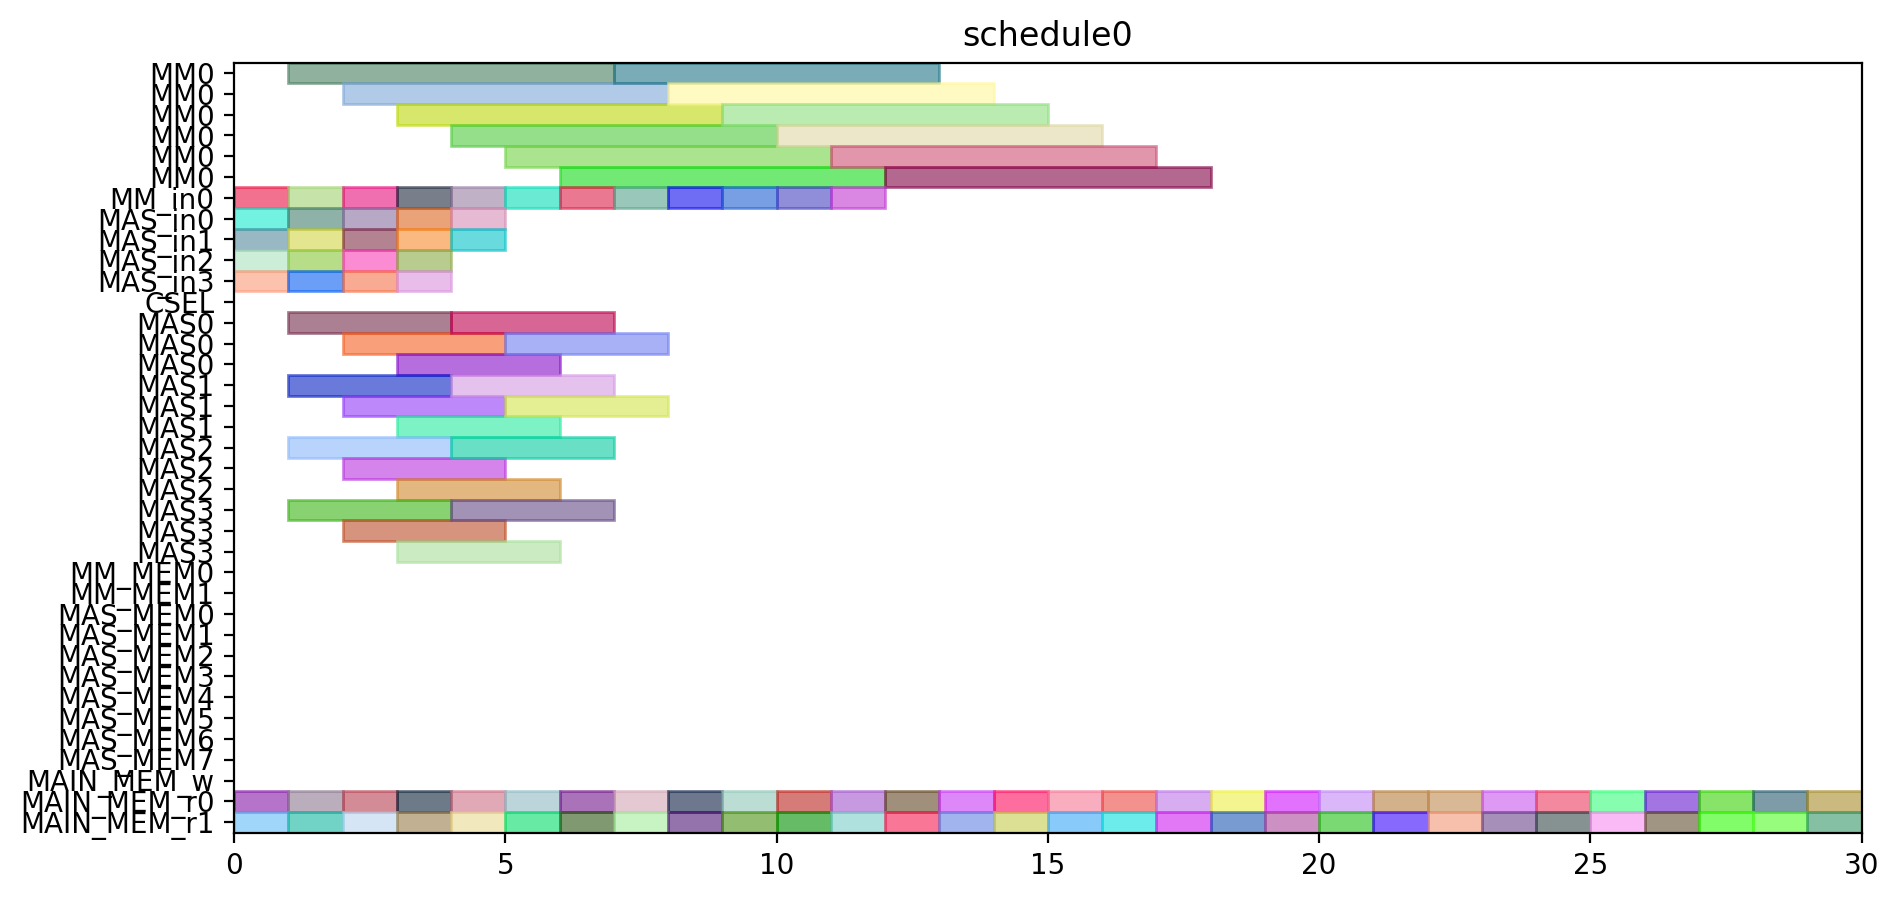 schedule0
MM0
MM0
MM0
MM0
MM0
MM0
MM_in0
MAS_in0
MAS_in1
MAS_in2
MAS_in3
CSEL
MAS0
MAS0
MAS0
MAS1
MAS1
MAS1
MAS2
MAS2
MAS2
MAS3
MAS3
MAS3
MM_MEM0
MM_MEM1
MAS_MEM0
MAS_MEM1
MAS_MEM2
MAS_MEM3
MAS_MEM4
MAS_MEM5
MAS_MEM6
MAS_MEM7
MAIN_MEM_w
MAIN_MEM_r0
MAIN_MEM_r1
0 5 10 15 20 25 30